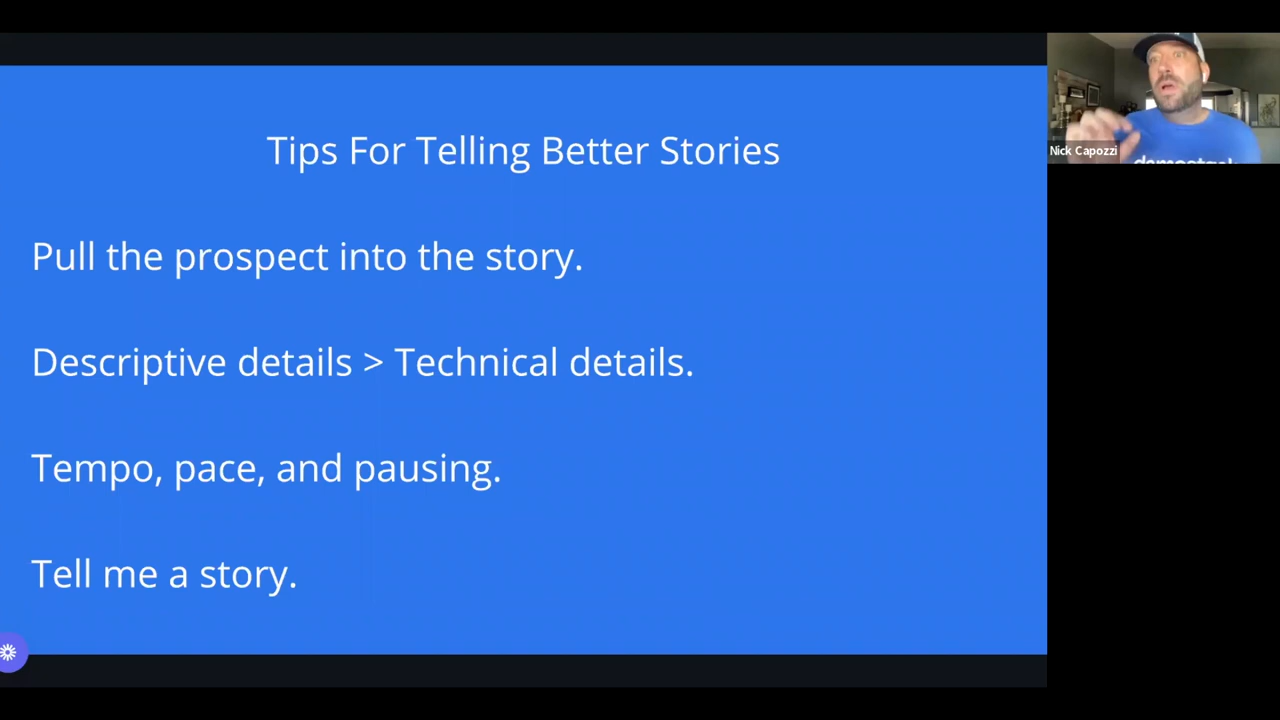 Tips For Telling Better Stories
Pull the prospect into the story.
Descriptive details > Technical details.
Tempo, pace, and pausing.
Tell me a story.
Nick Capozzi